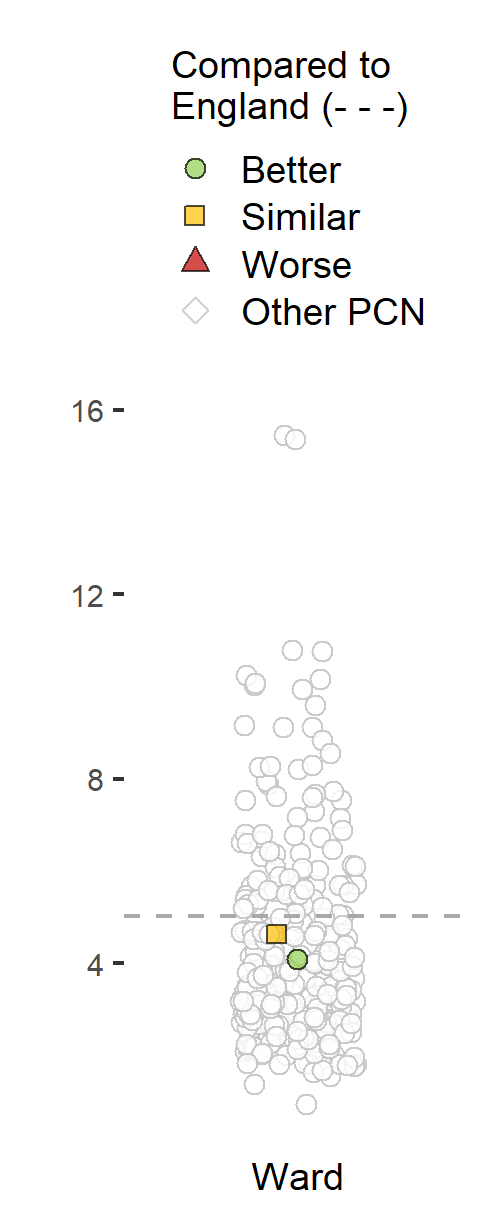 Compared to
England (- - -)
Better
Similar
Worse
Other PCN
16
12
8
4
Ward